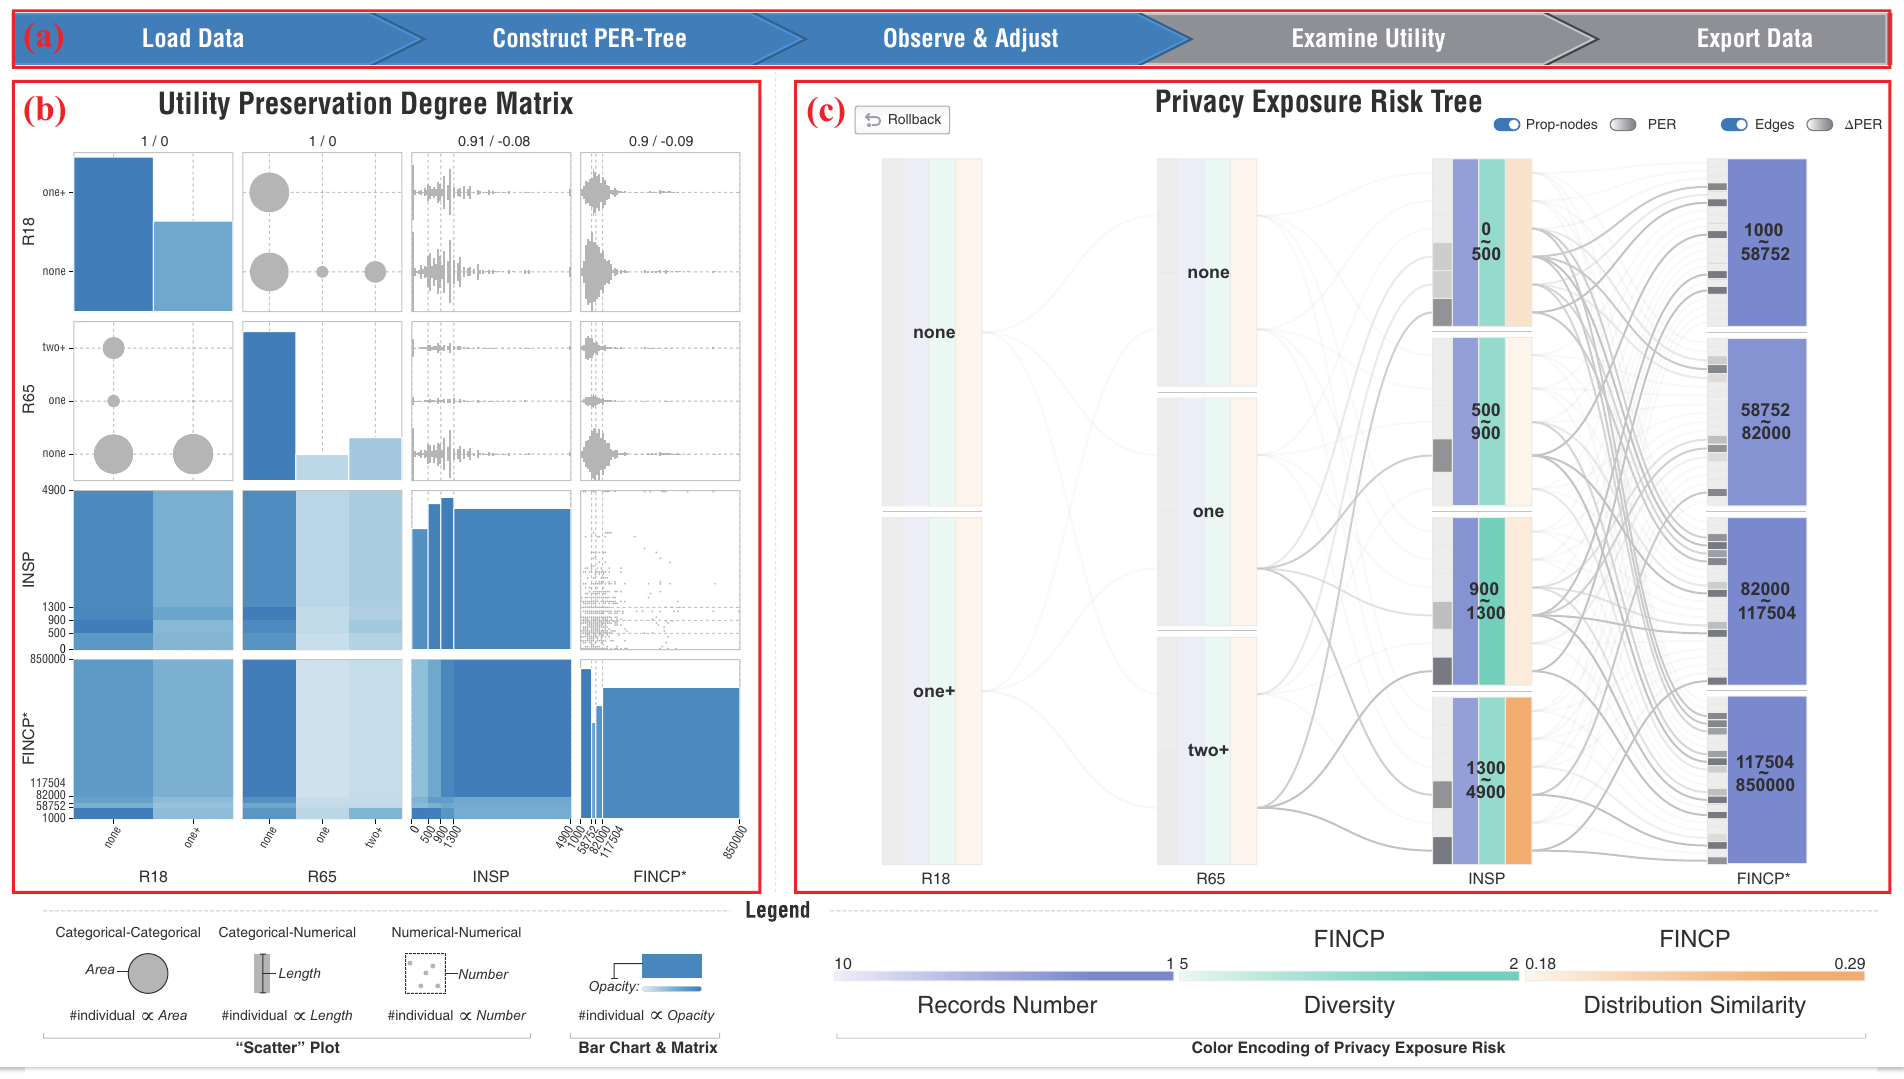 (a) Load Data Construct PER-Tree Observe & Adjust Examine Utility Export Data
(b) Utility Preservation Degree Matrix
1 / 0 1 / 0 0.91 / -0.08 0.9 / -0.09
R18
one+
none
R65
two+
one
none
INSP
4900
1300
900
500
0
FINCP*
850000
117504
82000
58752
1000
none one+ none one two+ 0 500 900 1300 4900 1000 58752 82000 117504 850000
R18 R65 INSP FINCP*
(c) Rollback
Privacy Exposure Risk Tree
Prop-nodes PER Edges ΔPER
none
one+
none
one
two+
0
~
500
500
~
900
900
~
1300
1300
~
4900
1000
~
58752
58752
~
82000
82000
~
117504
117504
~
850000
R18 R65 INSP FINCP*
Legend
Categorical-Categorical Categorical-Numerical Numerical-Numerical
Area Length Number Opacity:
#individual ∝ Area #individual ∝ Length #individual ∝ Number #individual ∝ Opacity
“Scatter” Plot Bar Chart & Matrix
FINCP FINCP
10 1 5 2 0.18 0.29
Records Number Diversity Distribution Similarity
Color Encoding of Privacy Exposure Risk